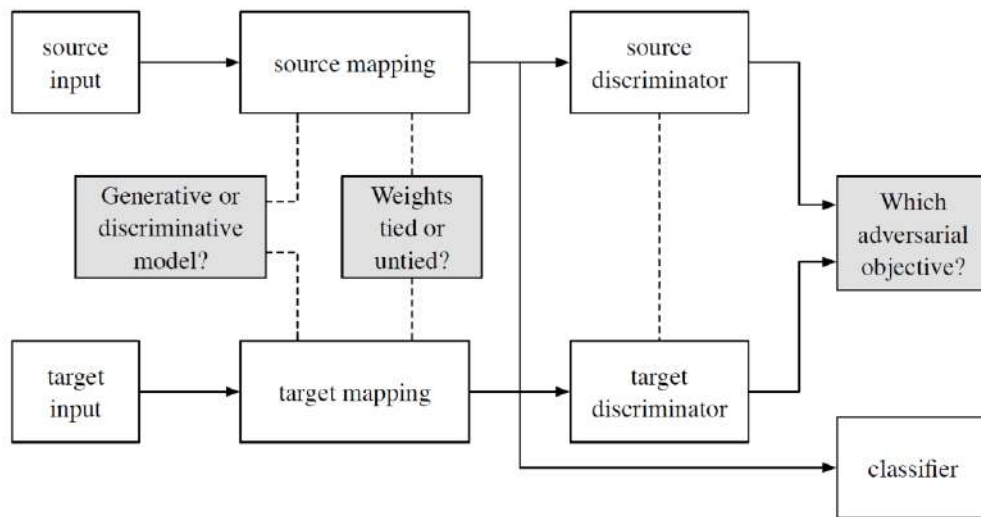 source
input
source mapping
source
discriminator
Generative or
discriminative
model?
Weights
tied or
untied?
Which
adversarial
objective?
target
input
target mapping
target
discriminator
classifier